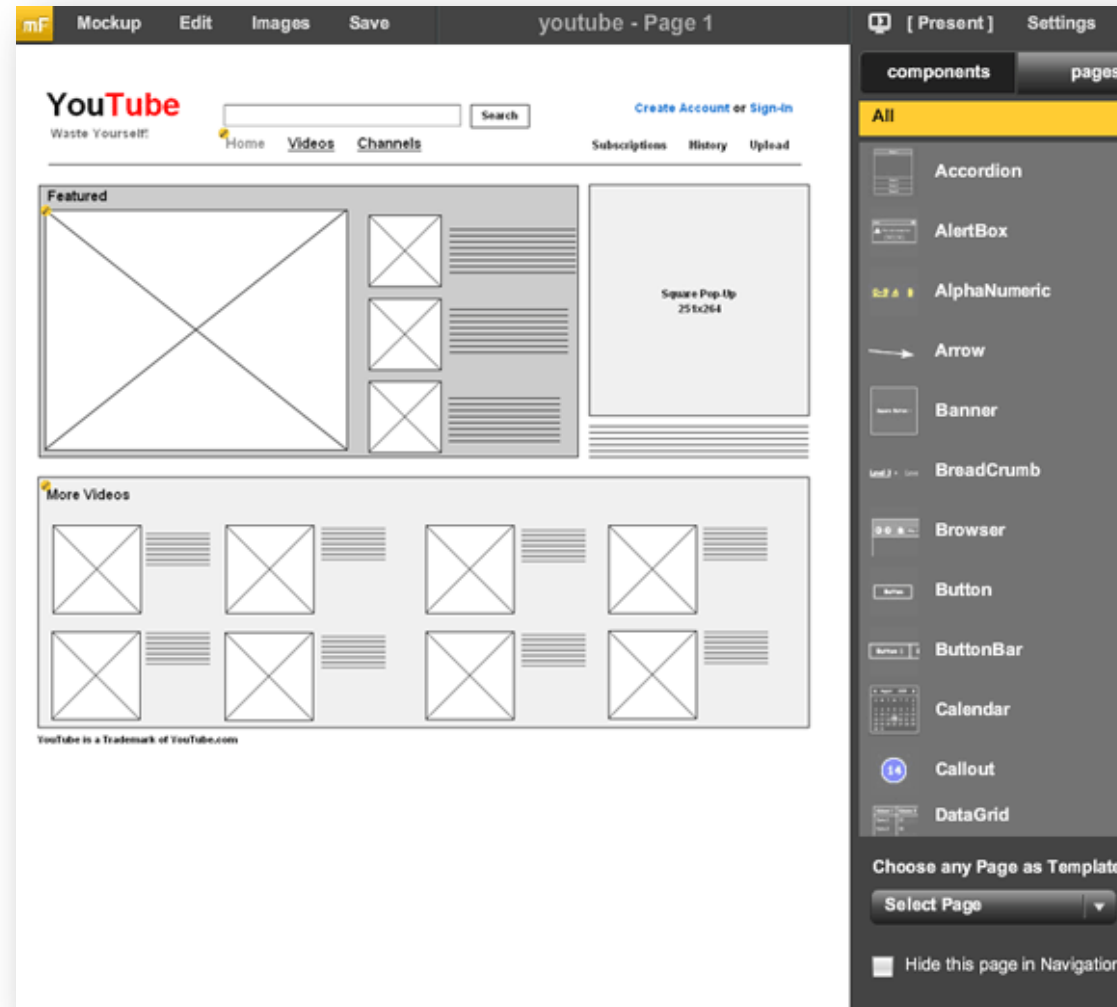 mF Mockup Edit Images Save youtube - Page 1 [ Present ] Settings
components pages
All
YouTube
Waste Yourself!
Search
Create Account or Sign-In
Home Videos Channels
Subscriptions History Upload
Featured
Square Pop-Up
251x264
More Videos
YouTube is a Trademark of YouTube.com
Accordion
AlertBox
AlphaNumeric
Arrow
Banner
BreadCrumb
Browser
Button
ButtonBar
Calendar
14 Callout
DataGrid
Choose any Page as Template
Select Page
Hide this page in Navigation